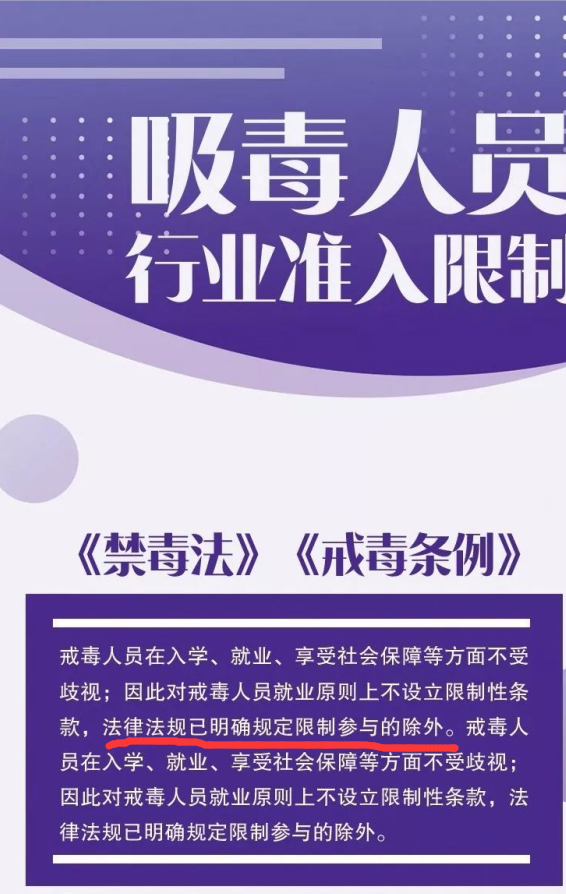 吸毒人员
行业准入限制
《禁毒法》《戒毒条例》
戒毒人员在入学、就业、享受社会保障等方面不受
歧视；因此对戒毒人员就业原则上不设立限制性条
款，法律法规已明确规定限制参与的除外。戒毒人
员在入学、就业、享受社会保障等方面不受歧视；
因此对戒毒人员就业原则上不设立限制性条款，法
律法规已明确规定限制参与的除外。